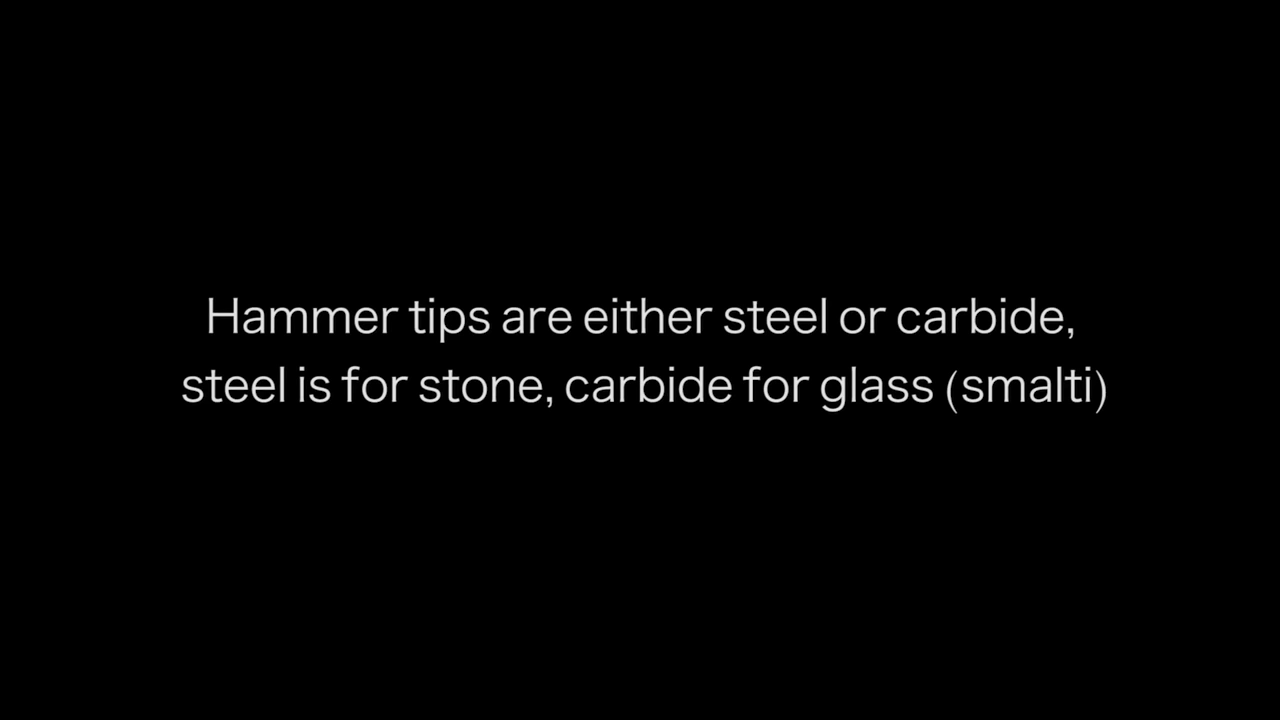 Hammer tips are either steel or carbide,
steel is for stone, carbide for glass (smalti)